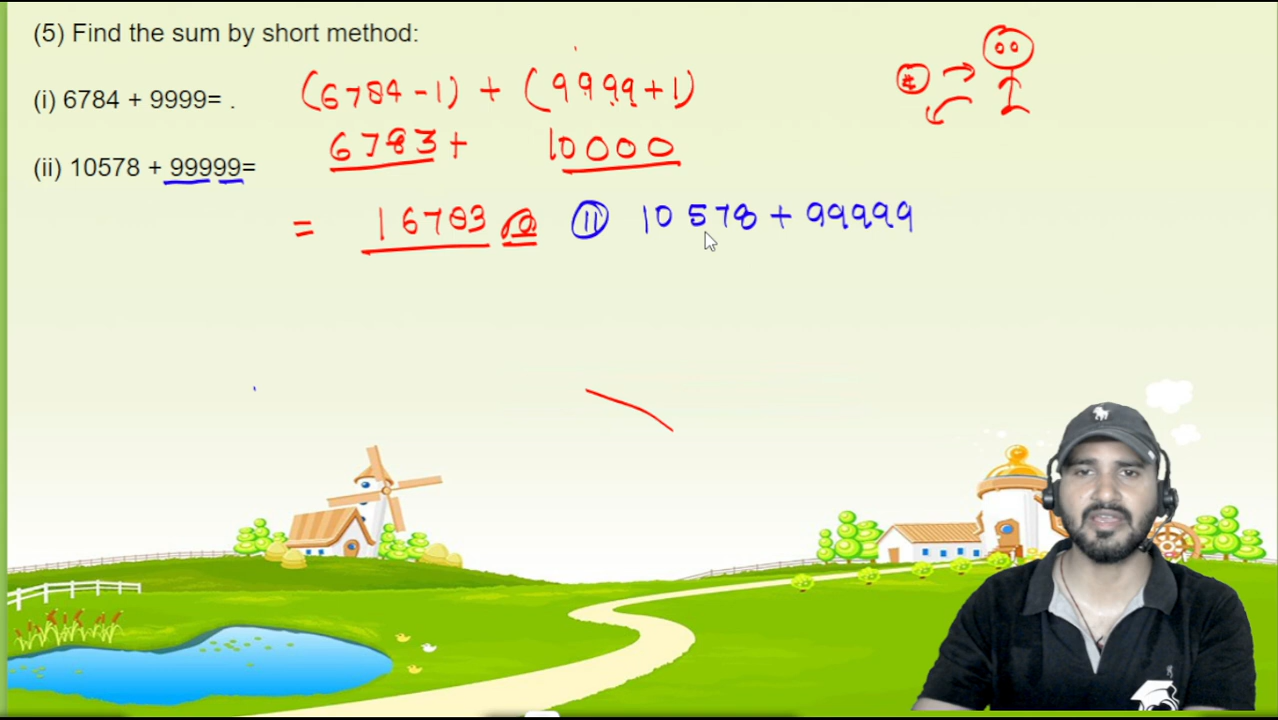 (5) Find the sum by short method:
(i) 6784 + 9999= .
(6784 - 1) + (9999 + 1)
6783 + 10000
(ii) 10578 + 99999=
= 16783
(ii) 10578 + 99999